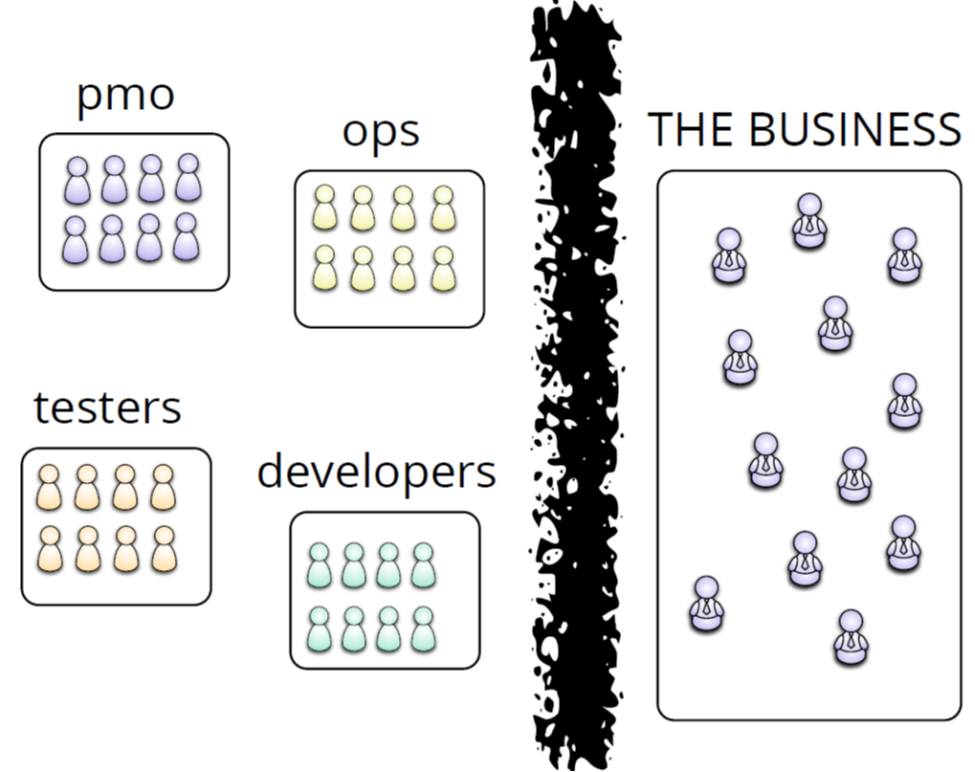 pmo
ops
THE BUSINESS
testers
developers